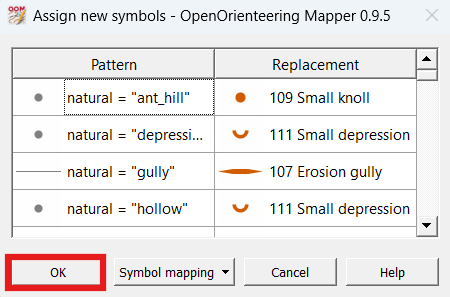 Assign new symbols - OpenOrienteering Mapper 0.9.5
Pattern Replacement
natural = "ant_hill" 109 Small knoll
natural = "depressi... 111 Small depression
natural = "gully" 107 Erosion gully
natural = "hollow" 111 Small depression
OK Symbol mapping Cancel Help